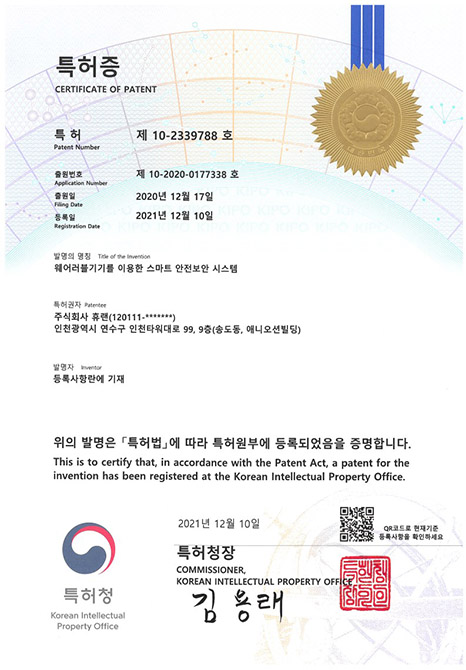 특허증
CERTIFICATE OF PATENT
특 허 제 10-2339788 호
Patent Number
출원번호 제 10-2020-0177338 호
Application Number
출원일 2020년 12월 17일
Filing Date
등록일 2021년 12월 10일
Registration Date
발명의 명칭 Title of the Invention
웨어러블기기를 이용한 스마트 안전보안 시스템
특허권자 Patentee
주식회사 휴랜(120111-*******)
인천광역시 연수구 인천타워대로 99, 9층(송도동, 애니오션빌딩)
발명자 Inventor
등록사항란에 기재
위의 발명은 「특허법」에 따라 특허원부에 등록되었음을 증명합니다.
This is to certify that, in accordance with the Patent Act, a patent for the
invention has been registered at the Korean Intellectual Property Office.
2021년 12월 10일
QR코드로 현재기준
등록사항을 확인하세요
특허청장
COMMISSIONER,
KOREAN INTELLECTUAL PROPERTY OFFICE
김용래
특허청
Korean Intellectual
Property Office